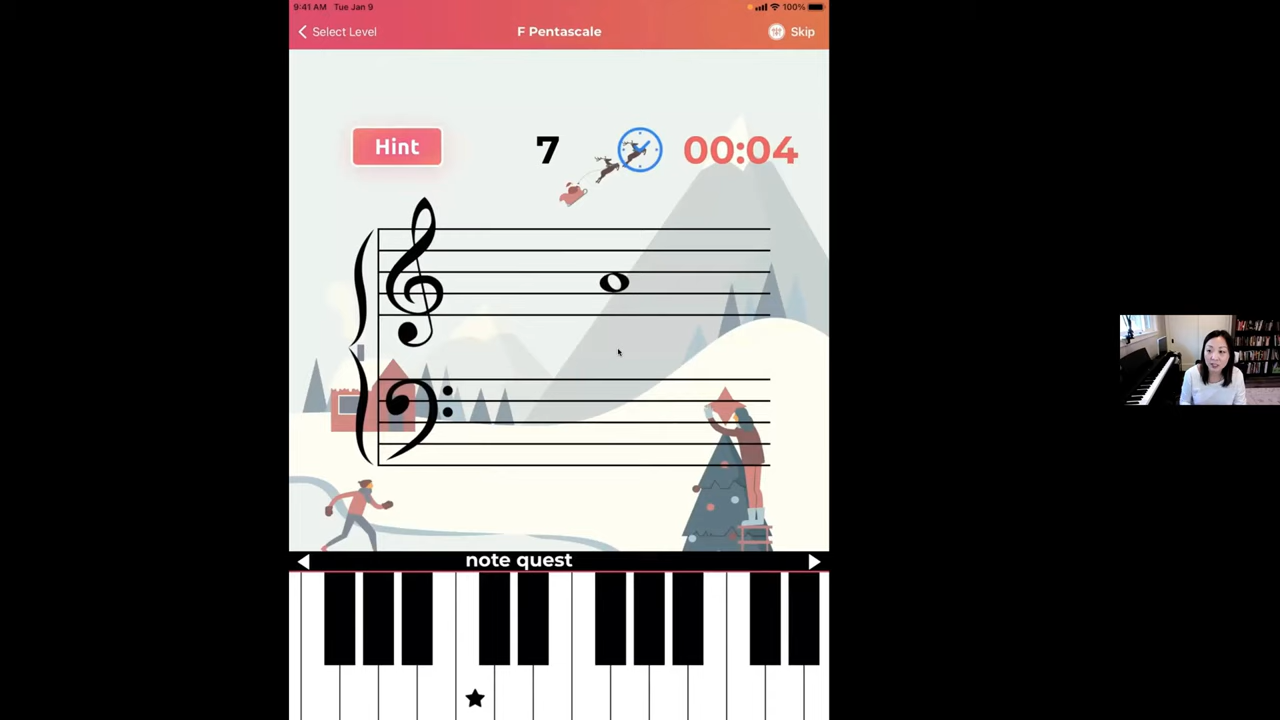 9:41 AM Tue Jan 9 100%
Select Level F Pentascale Skip
Hint 7 00:04
note quest